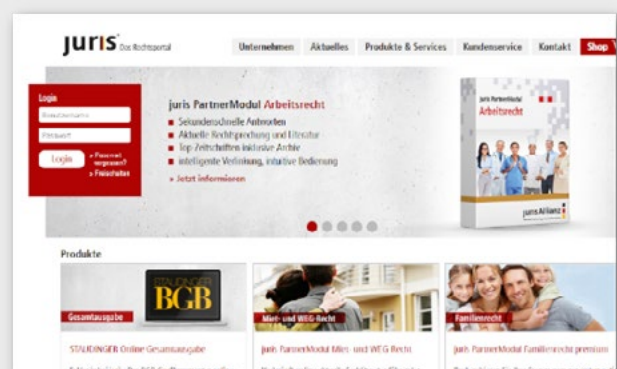 juris Das Rechtsportal
Unternehmen Aktuelles Produkte & Services Kundenservice Kontakt Shop
Login
Benutzername
Passwort
Login
» Passwort vergessen?
» Freischalten
juris PartnerModul Arbeitsrecht
Sekundenschnelle Antworten
Aktuelle Rechtsprechung und Literatur
Top-Zeitschriften inklusive Archiv
intelligente Verlinkung, intuitive Bedienung
» Jetzt informieren
juris PartnerModul
Arbeitsrecht
jurisAllianz
Produkte
STAUDINGER
BGB
Gesamtausgabe
Miet- und WEG-Recht
Familienrecht
STAUDINGER Online Gesamtausgabe
juris PartnerModul Miet- und WEG-Recht
juris PartnerModul Familienrecht premium